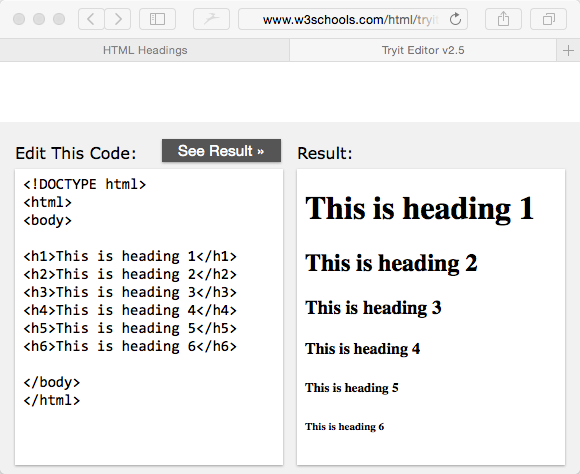 www.w3schools.com/html/tryit
HTML Headings
Tryit Editor v2.5
Edit This Code:
See Result »
Result:
<!DOCTYPE html>
<html>
<body>
<h1>This is heading 1</h1>
<h2>This is heading 2</h2>
<h3>This is heading 3</h3>
<h4>This is heading 4</h4>
<h5>This is heading 5</h5>
<h6>This is heading 6</h6>
</body>
</html>
This is heading 1
This is heading 2
This is heading 3
This is heading 4
This is heading 5
This is heading 6